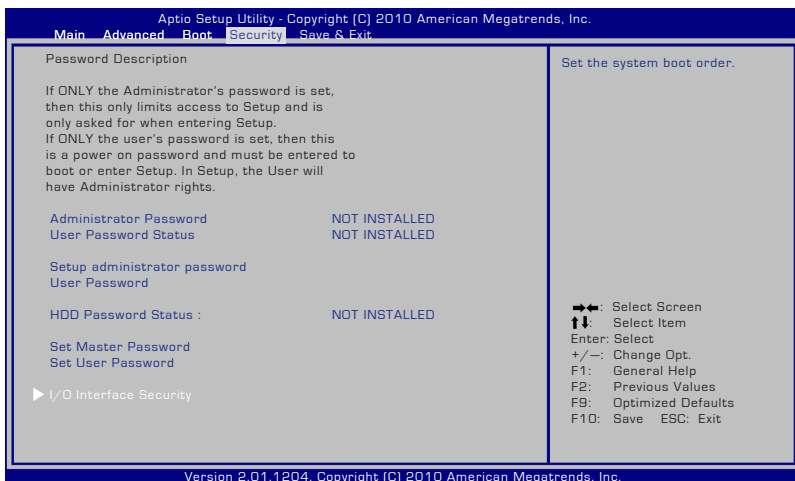 Aptio Setup Utility - Copyright (C) 2010 American Megatrends, Inc.
Main Advanced Boot Security Save & Exit
Password Description
If ONLY the Administrator's password is set,
then this only limits access to Setup and is
only asked for when entering Setup.
If ONLY the user's password is set, then this
is a power on password and must be entered to
boot or enter Setup. In Setup, the User will
have Administrator rights.
Administrator Password NOT INSTALLED
User Password Status NOT INSTALLED
Setup administrator password
User Password
HDD Password Status : NOT INSTALLED
Set Master Password
Set User Password
I/O Interface Security
Set the system boot order.
→←: Select Screen
↑↓: Select Item
Enter: Select
+/—: Change Opt.
F1: General Help
F2: Previous Values
F9: Optimized Defaults
F10: Save ESC: Exit
Version 2.01.1204. Copyright (C) 2010 American Megatrends, Inc.